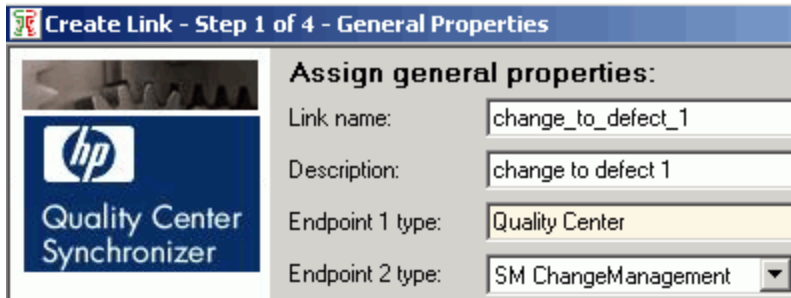 Create Link - Step 1 of 4 - General Properties
hp
Quality Center
Synchronizer
Assign general properties:
Link name: change_to_defect_1
Description: change to defect 1
Endpoint 1 type: Quality Center
Endpoint 2 type: SM ChangeManagement